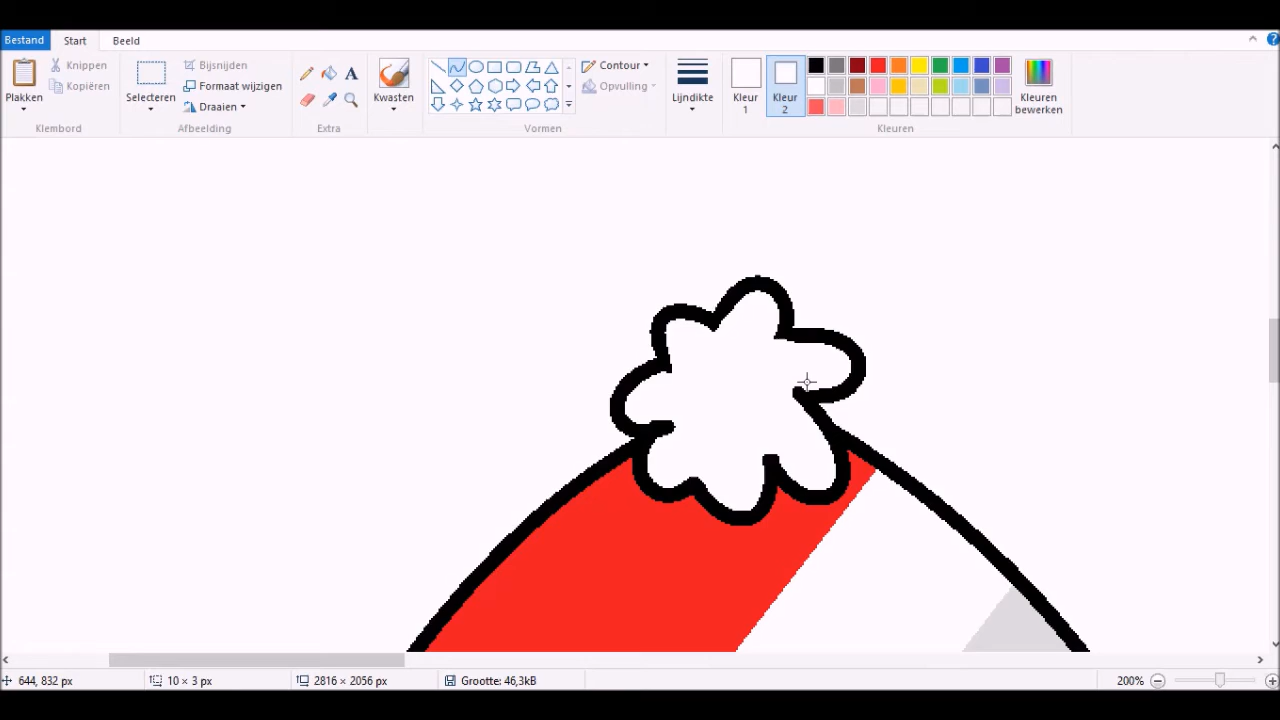 Bestand Start Beeld
Plakken
Knippen
Kopiëren
Klembord
Selecteren
Bijsnijden
Formaat wijzigen
Draaien
Afbeelding
A
Extra
Kwasten
Contour
Opvulling
Vormen
Lijndikte
Kleur
1
Kleur
2
Kleuren
bewerken
Kleuren
644, 832 px 10 × 3 px 2816 × 2056 px Grootte: 46,3kB 200%